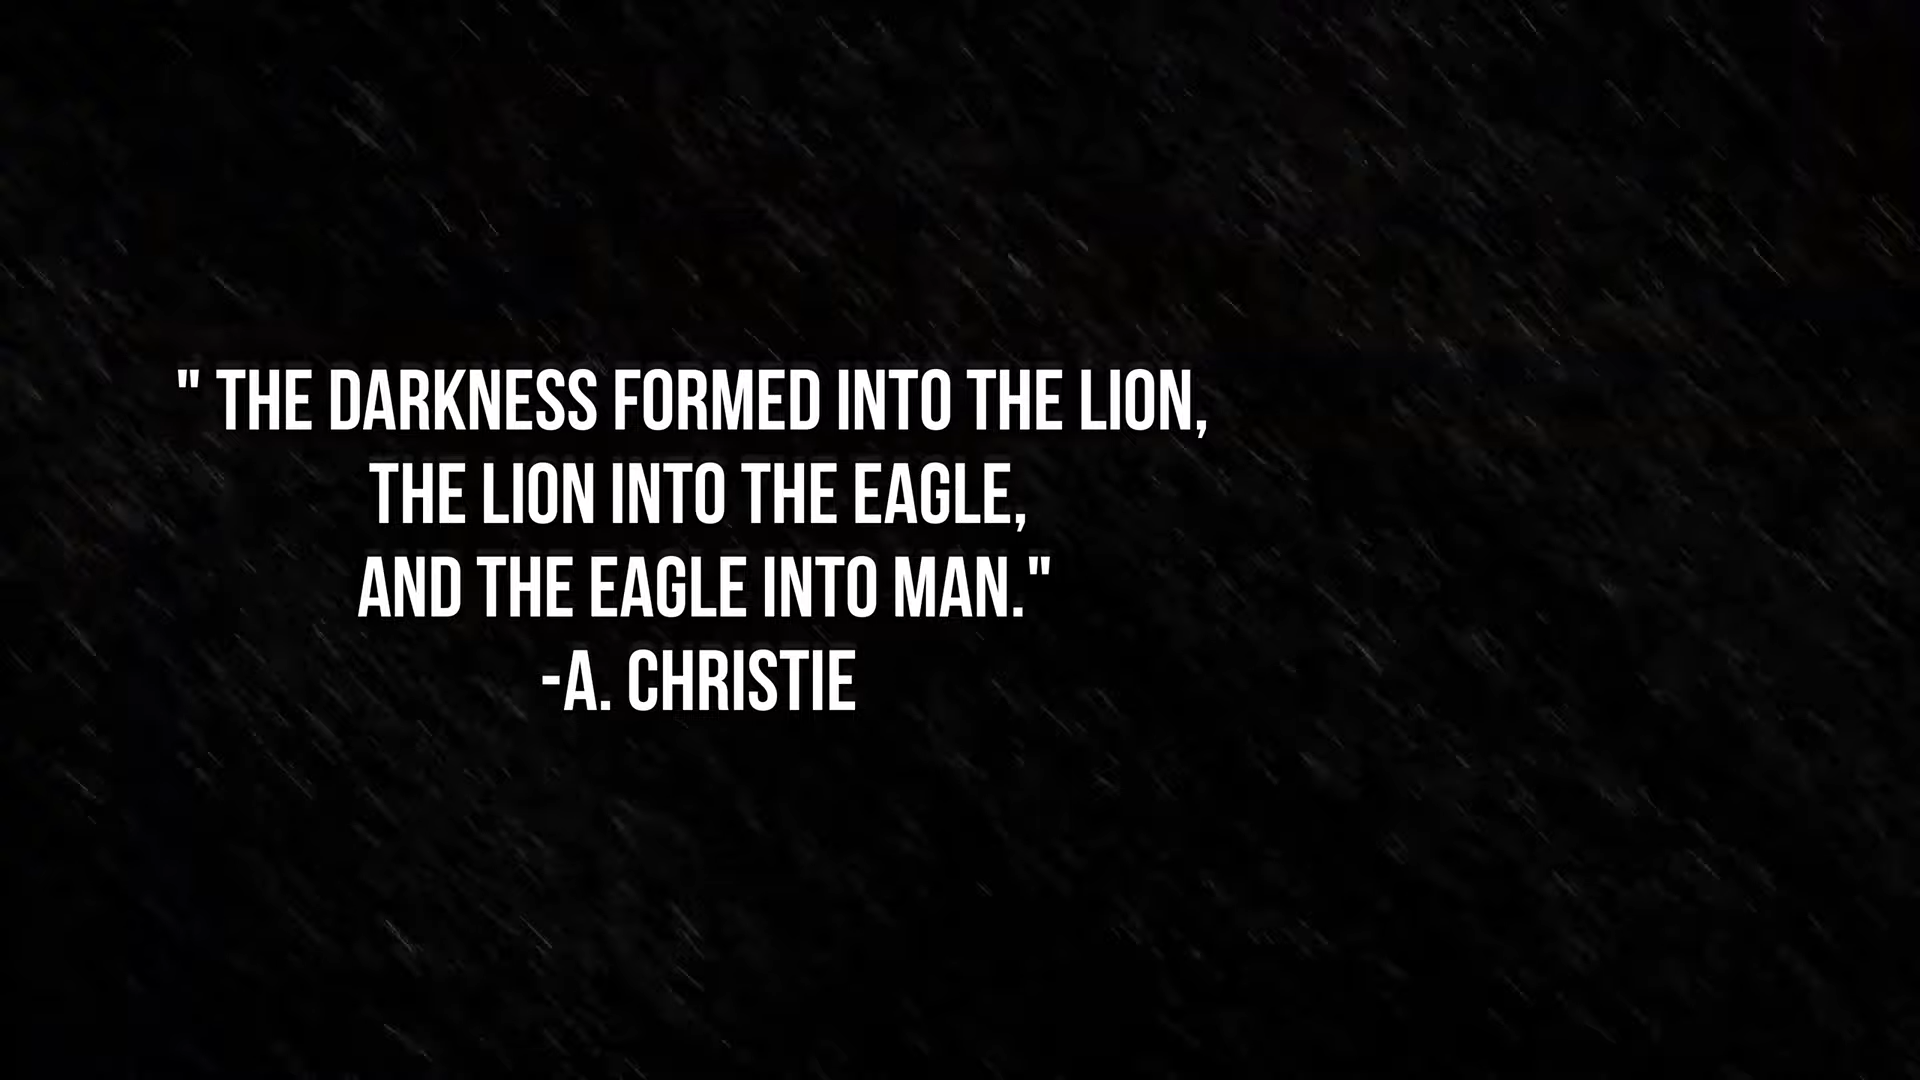 " THE DARKNESS FORMED INTO THE LION,
THE LION INTO THE EAGLE,
AND THE EAGLE INTO MAN."
-A. CHRISTIE